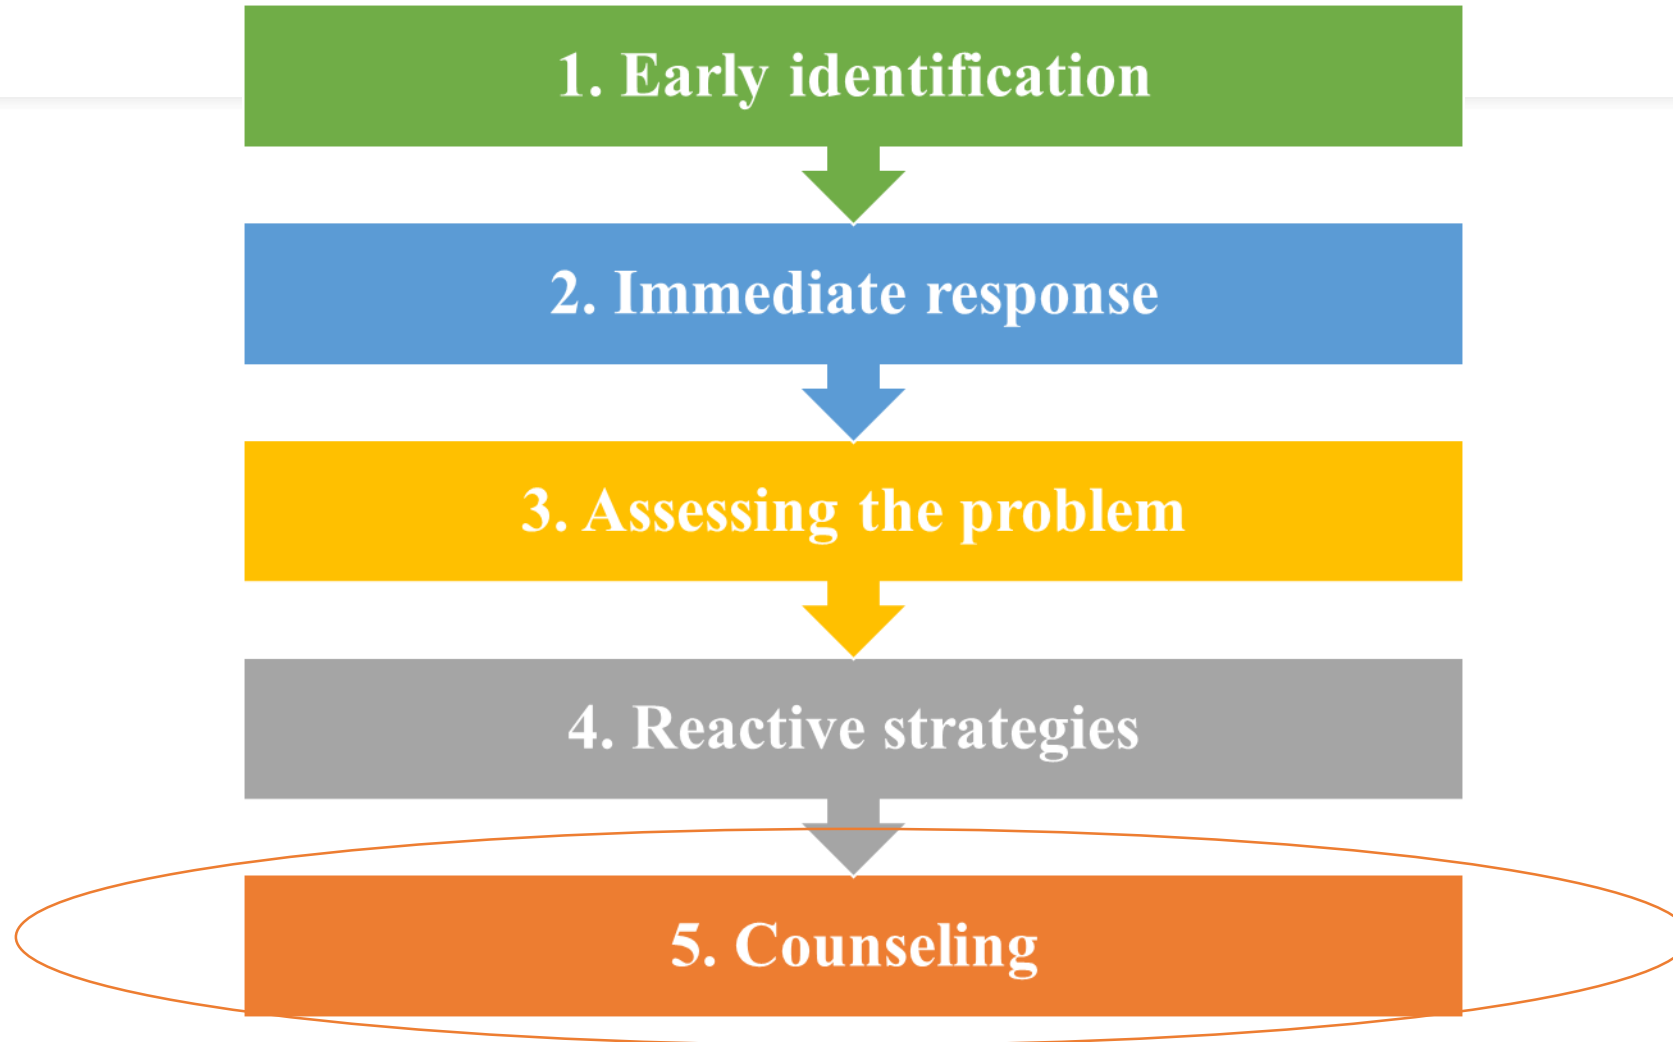 1. Early identification
2. Immediate response
3. Assessing the problem
4. Reactive strategies
5. Counseling